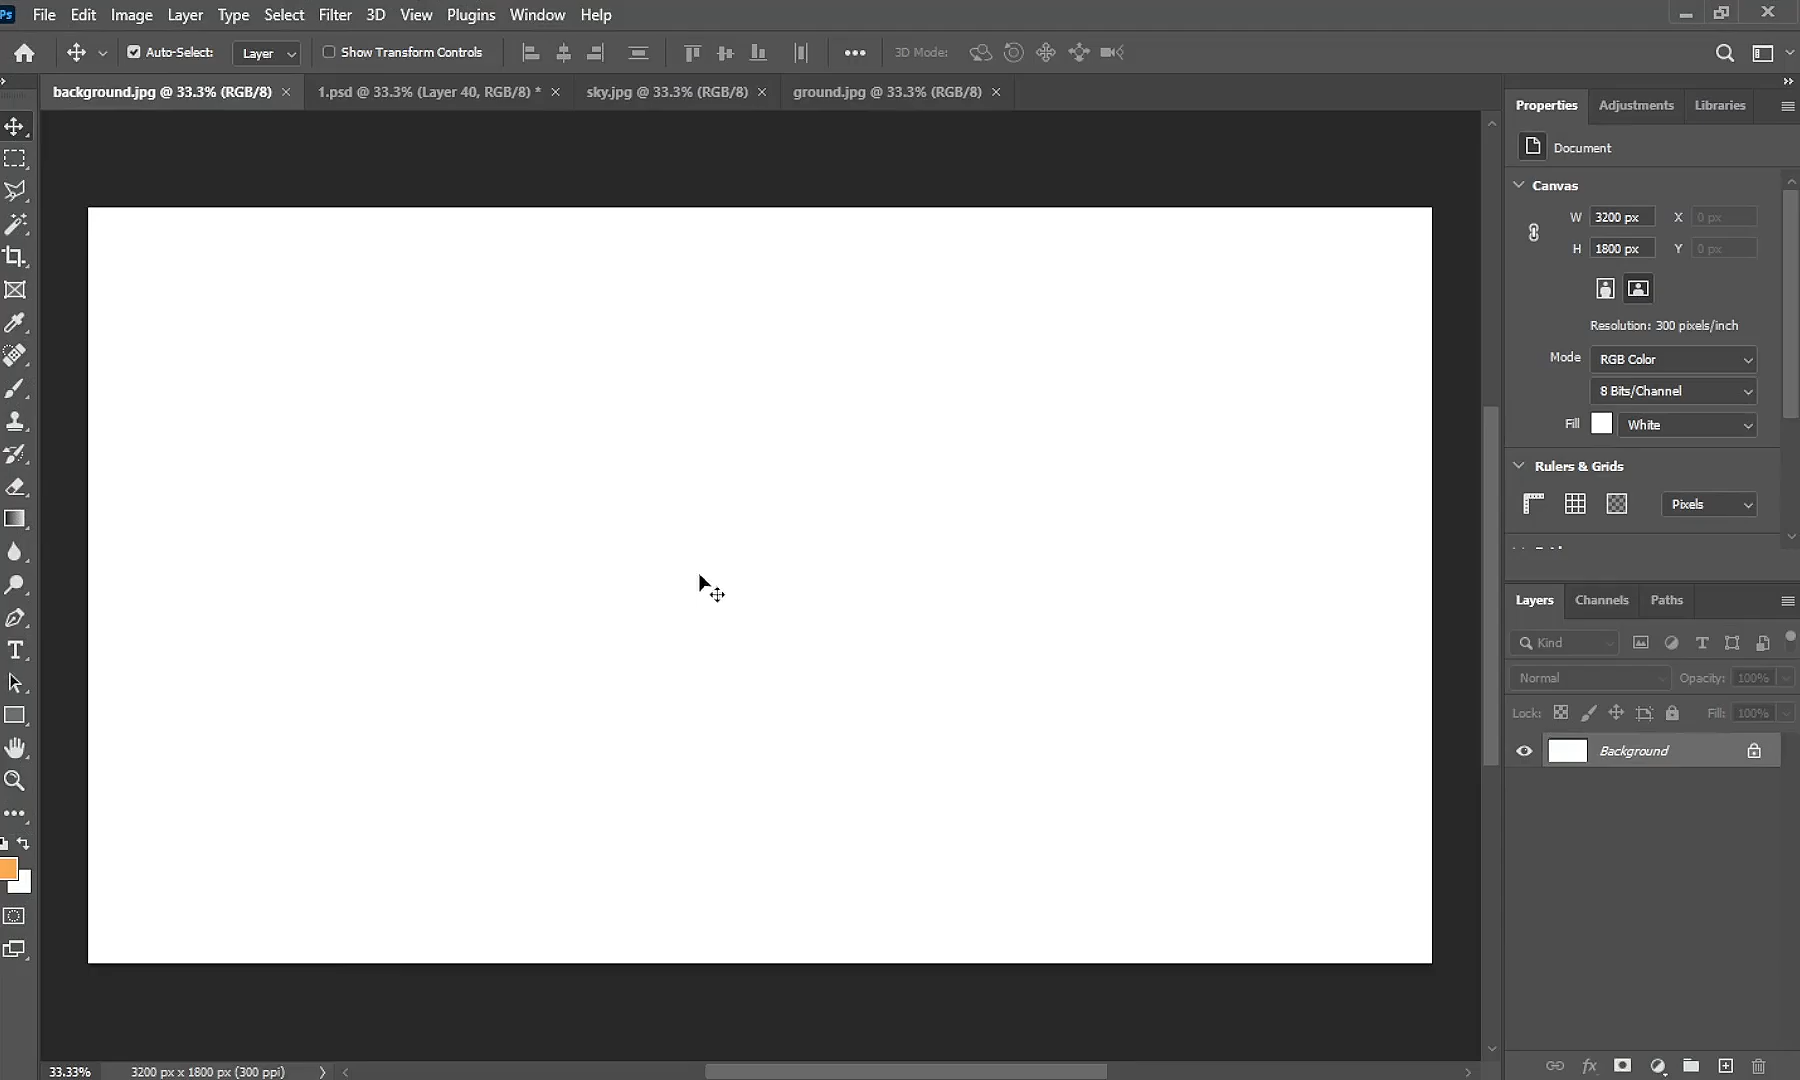 Ps File Edit Image Layer Type Select Filter 3D View Plugins Window Help
Auto-Select: Layer Show Transform Controls 3D Mode:
background.jpg @ 33.3% (RGB/8) × 1.psd @ 33.3% (Layer 40, RGB/8) * × sky.jpg @ 33.3% (RGB/8) × ground.jpg @ 33.3% (RGB/8) ×
Properties Adjustments Libraries
Document
Canvas
W 3200 px X 0 px
H 1800 px Y 0 px
Resolution: 300 pixels/inch
Mode RGB Color
8 Bits/Channel
Fill White
Rulers & Grids
Pixels
Layers Channels Paths
Kind
Normal Opacity: 100%
Lock: Fill: 100%
Background
33.33% 3200 px x 1800 px (300 ppi)